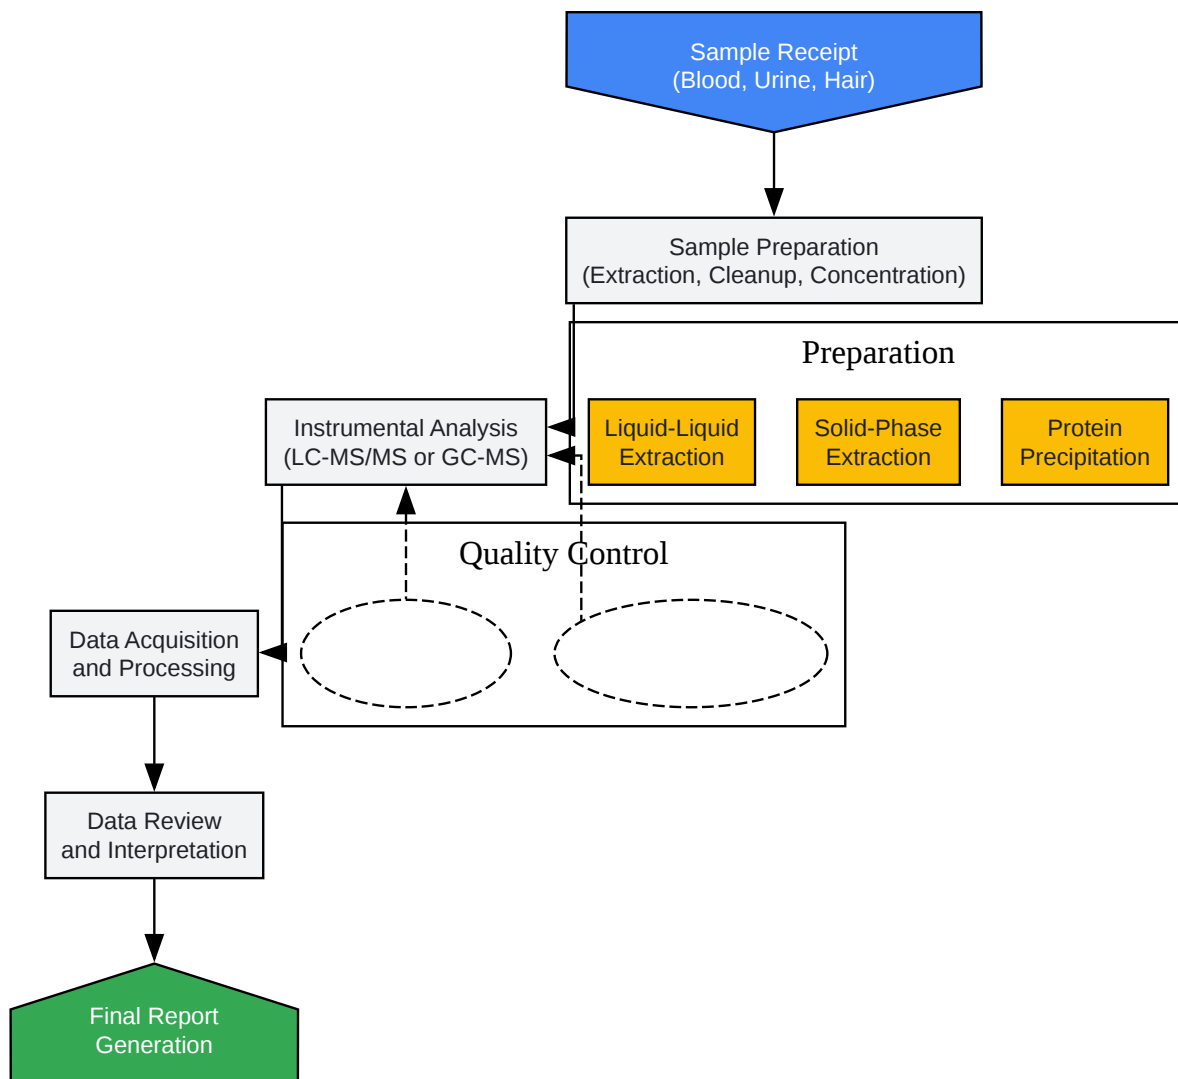 Sample Receipt
(Blood, Urine, Hair)
Sample Preparation
(Extraction, Cleanup, Concentration)
Preparation
Instrumental Analysis
(LC-MS/MS or GC-MS)
Liquid-Liquid
Extraction
Solid-Phase
Extraction
Protein
Precipitation
Quality Control
Data Acquisition
and Processing
Data Review
and Interpretation
Final Report
Generation